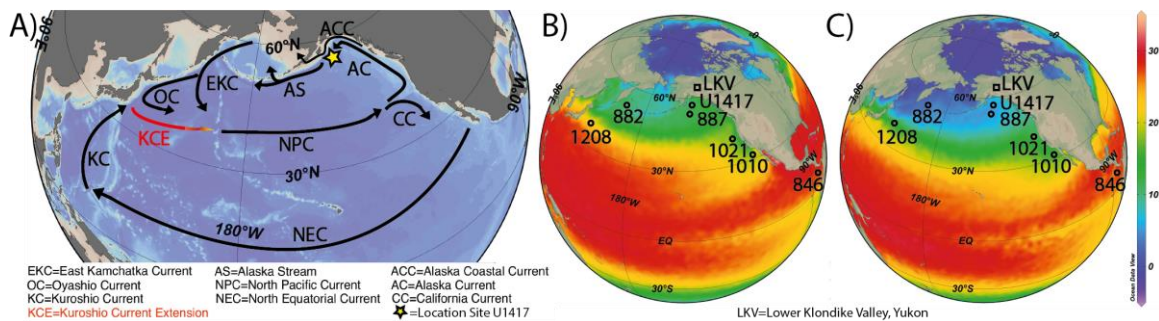 A)
90°E
ACC
60°N
EKC
AS
AC
90°W
OC
CC
KCE
NPC
KC
30°N
180°W
NEC
EKC=East Kamchatka Current
OC=Oyashio Current
KC=Kuroshio Current
KCE=Kuroshio Current Extension
AS=Alaska Stream
NPC=North Pacific Current
NEC=North Equatorial Current
ACC=Alaska Coastal Current
AC=Alaska Current
CC=California Current
=Location Site U1417
B)
90°E
LKV
60°N
U1417
882
887
1208
1021
1010
90°W
30°N
846
180°W
EQ
30°S
C)
90°E
LKV
60°N
U1417
882
887
1208
1021
1010
90°W
30°N
846
180°W
EQ
30°S
LKV=Lower Klondike Valley, Yukon
30
20
10
0
Ocean Data View